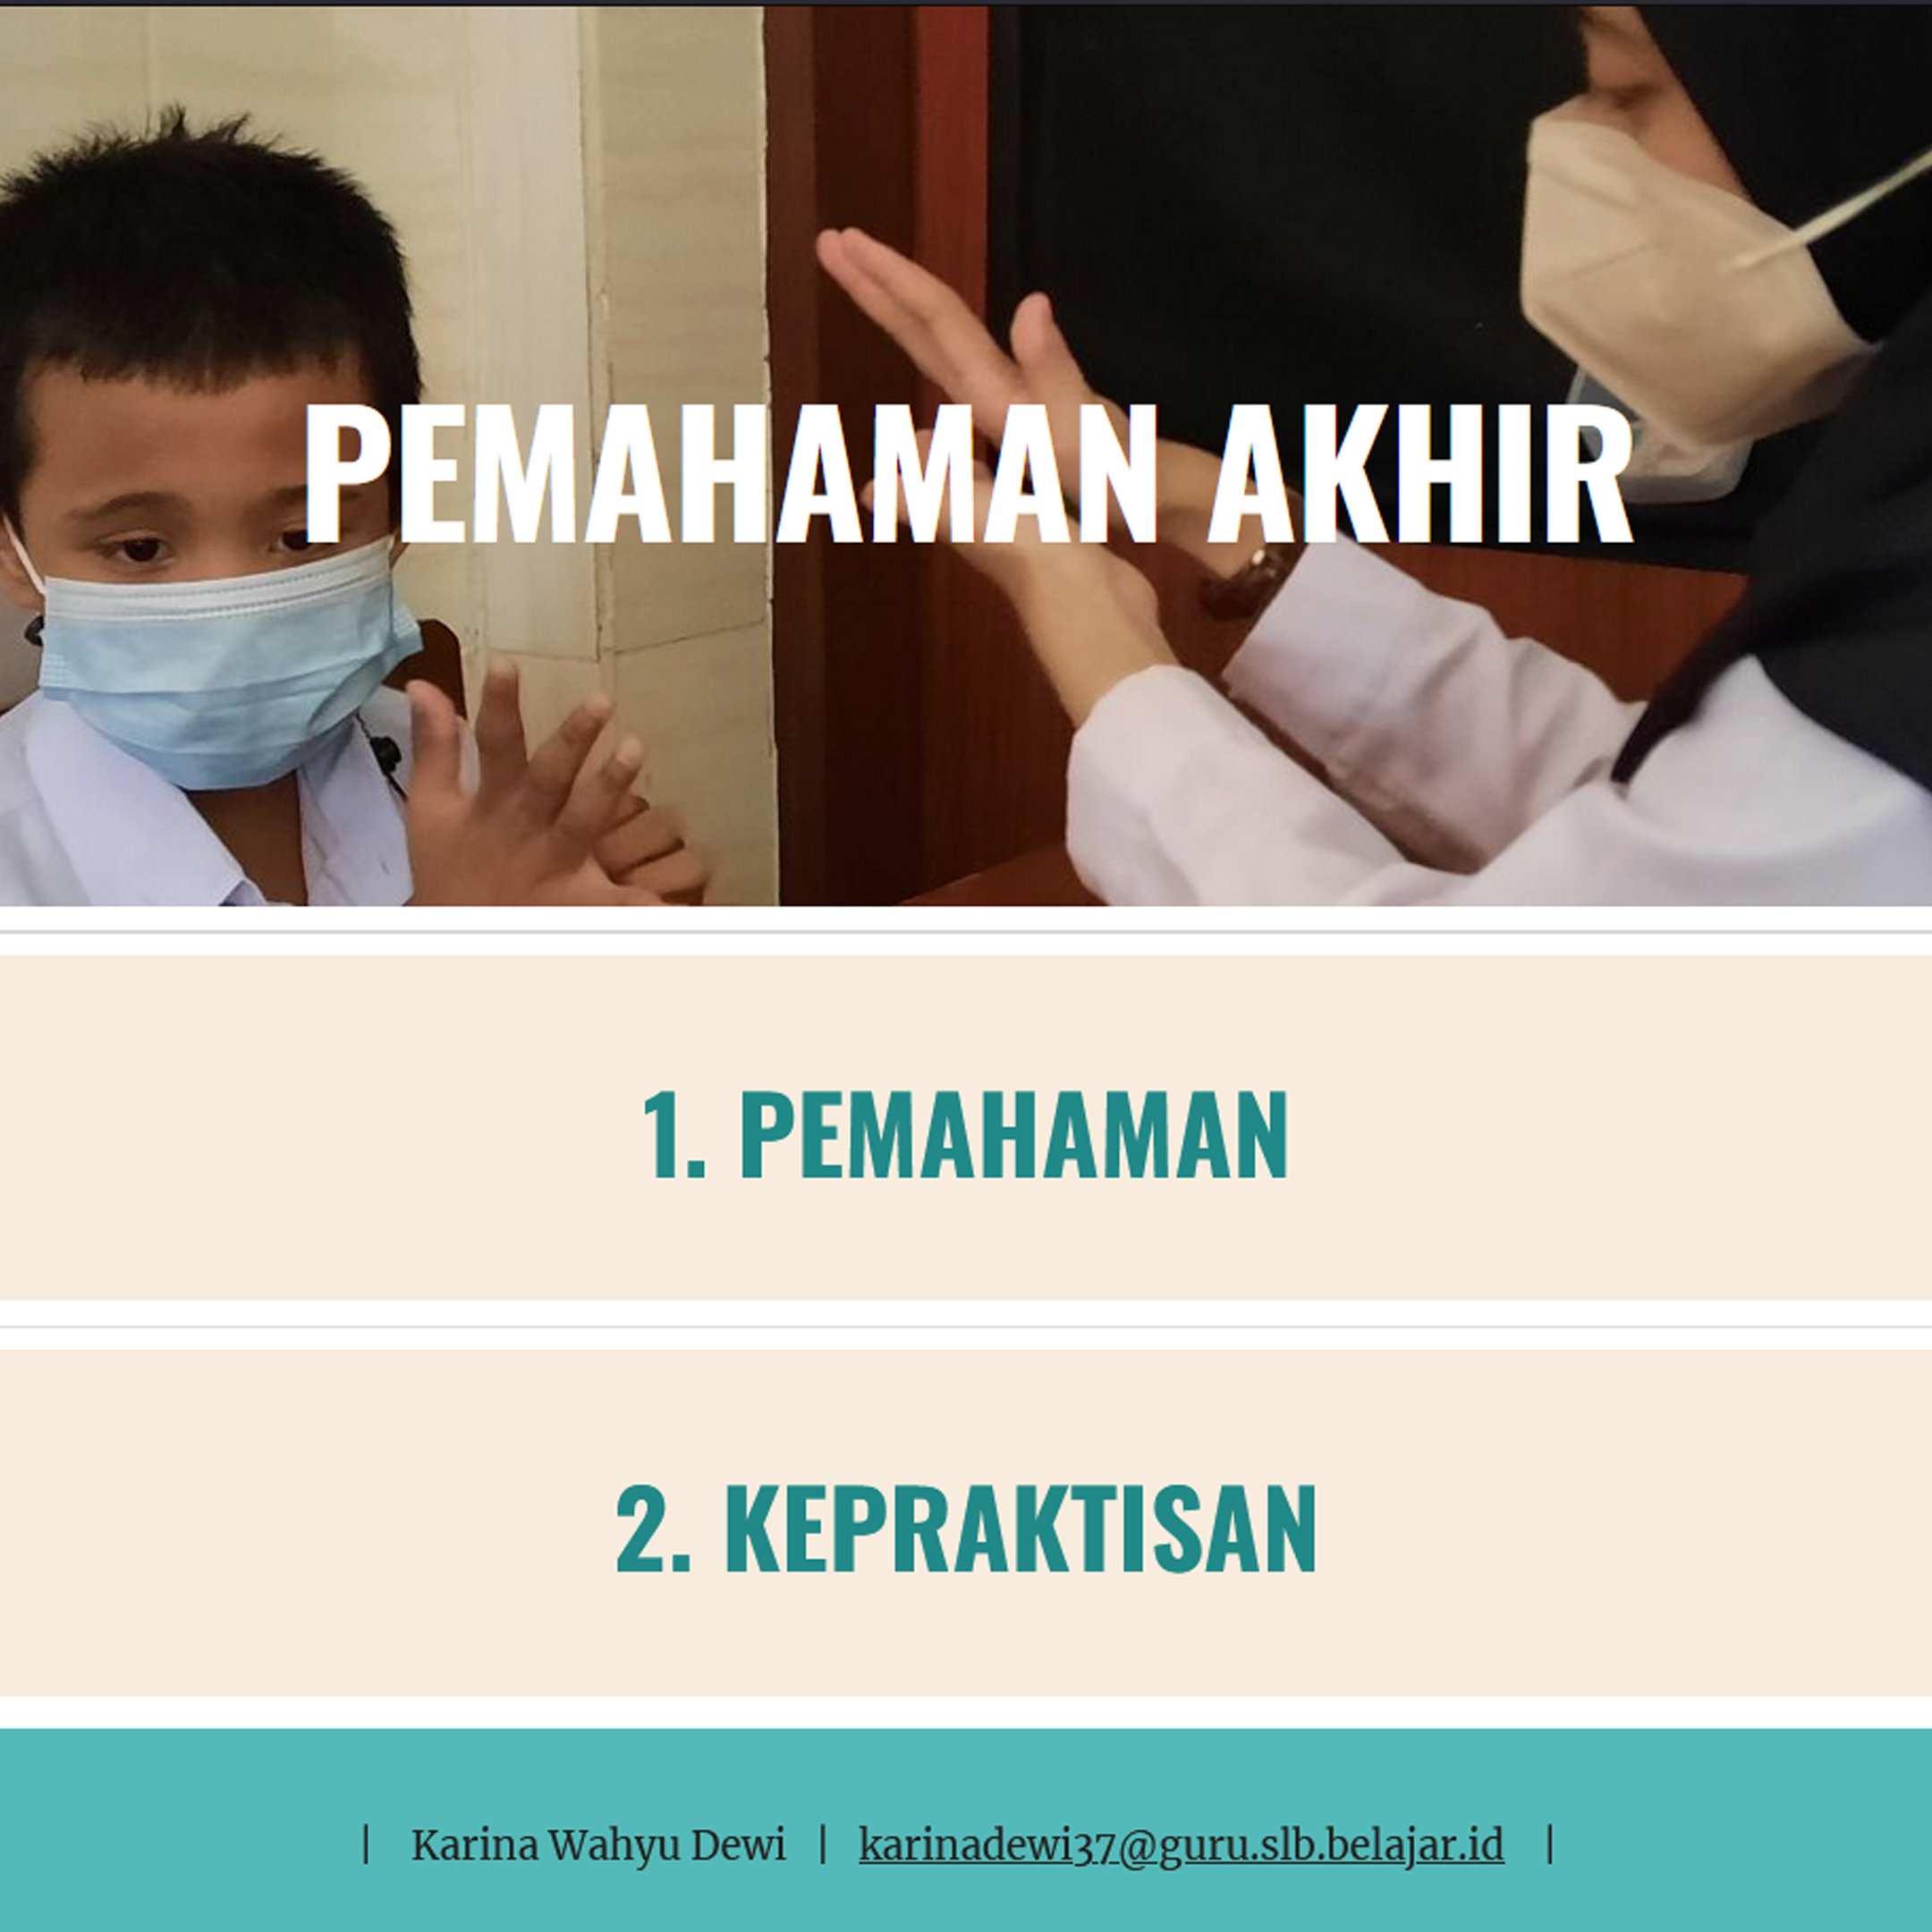 PEMAHAMAN AKHIR
1. PEMAHAMAN
2. KEPRAKTISAN
| Karina Wahyu Dewi | karinadewi37@guru.slb.belajar.id |